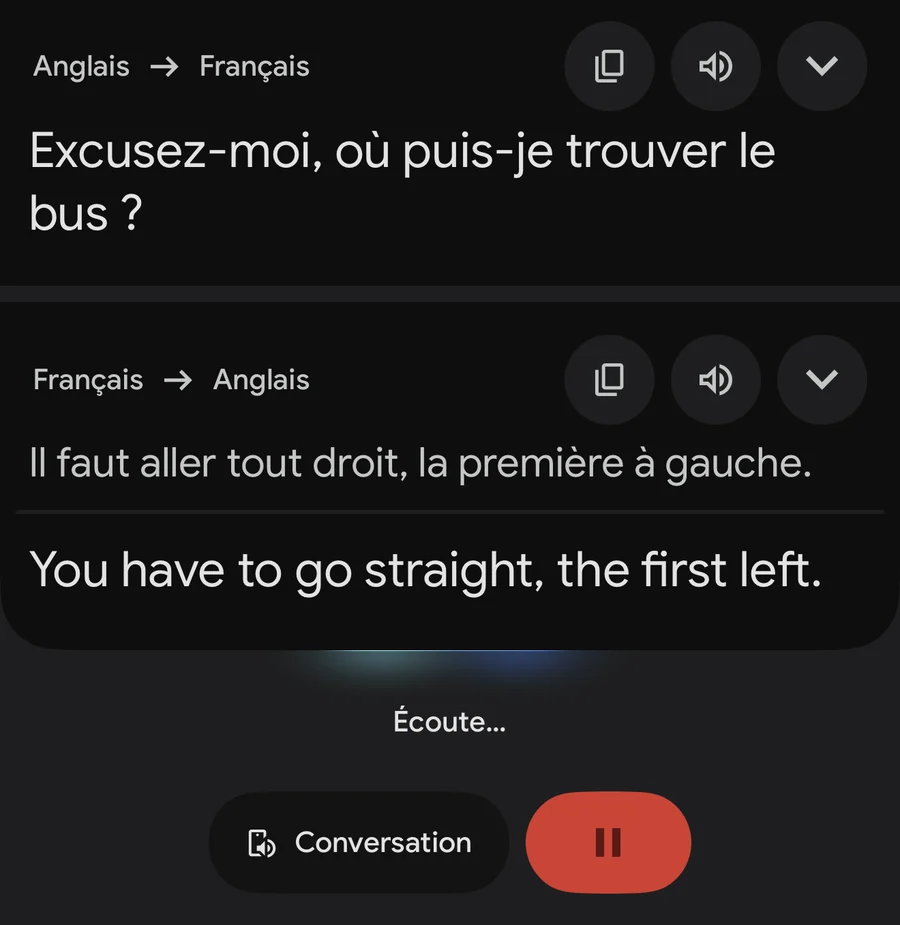 Anglais → Français
Excusez-moi, où puis-je trouver le
bus ?
Français → Anglais
Il faut aller tout droit, la première à gauche.
You have to go straight, the first left.
Écoute...
Conversation